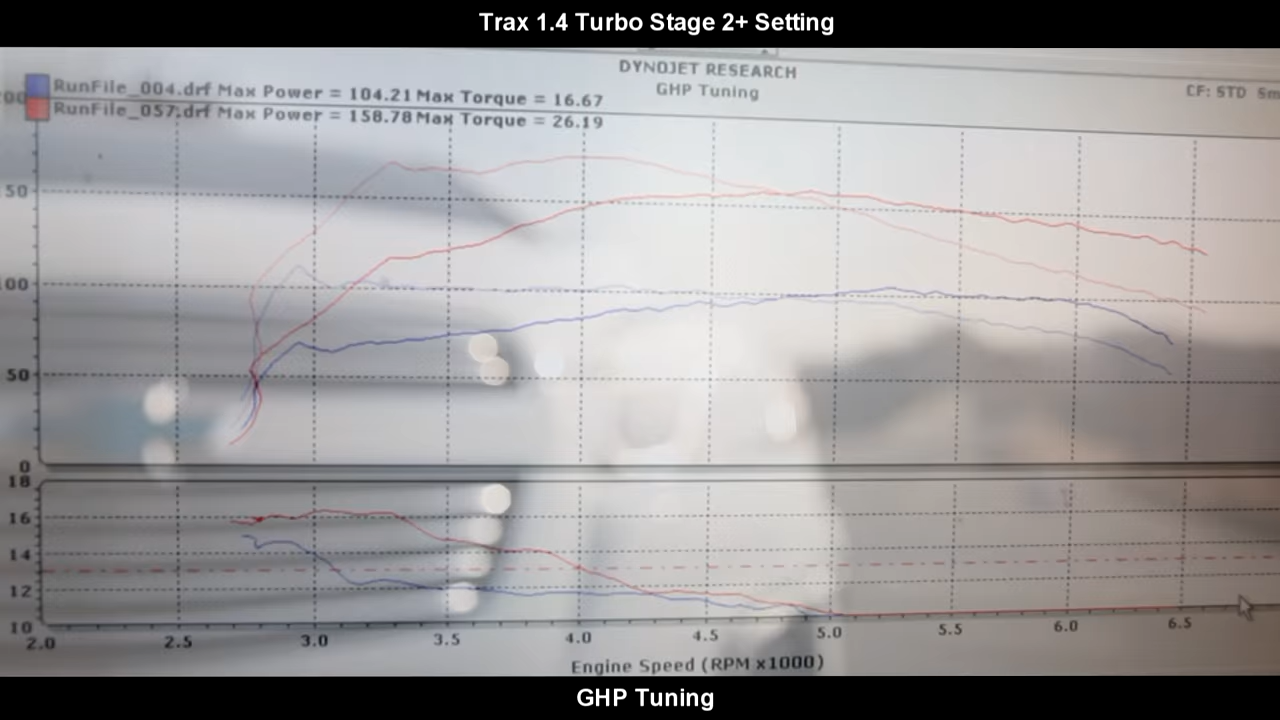 Trax 1.4 Turbo Stage 2+ Setting
DYNOJET RESEARCH
GHP Tuning
CF: STD Sm
RunFile_004.drf Max Power = 104.21 Max Torque = 16.67
RunFile_057.drf Max Power = 158.78 Max Torque = 26.19
00
50
00
50
0
18
16
14
12
10
2.0 2.5 3.0 3.5 4.0 4.5 5.0 5.5 6.0 6.5
Engine Speed (RPM x1000)
GHP Tuning